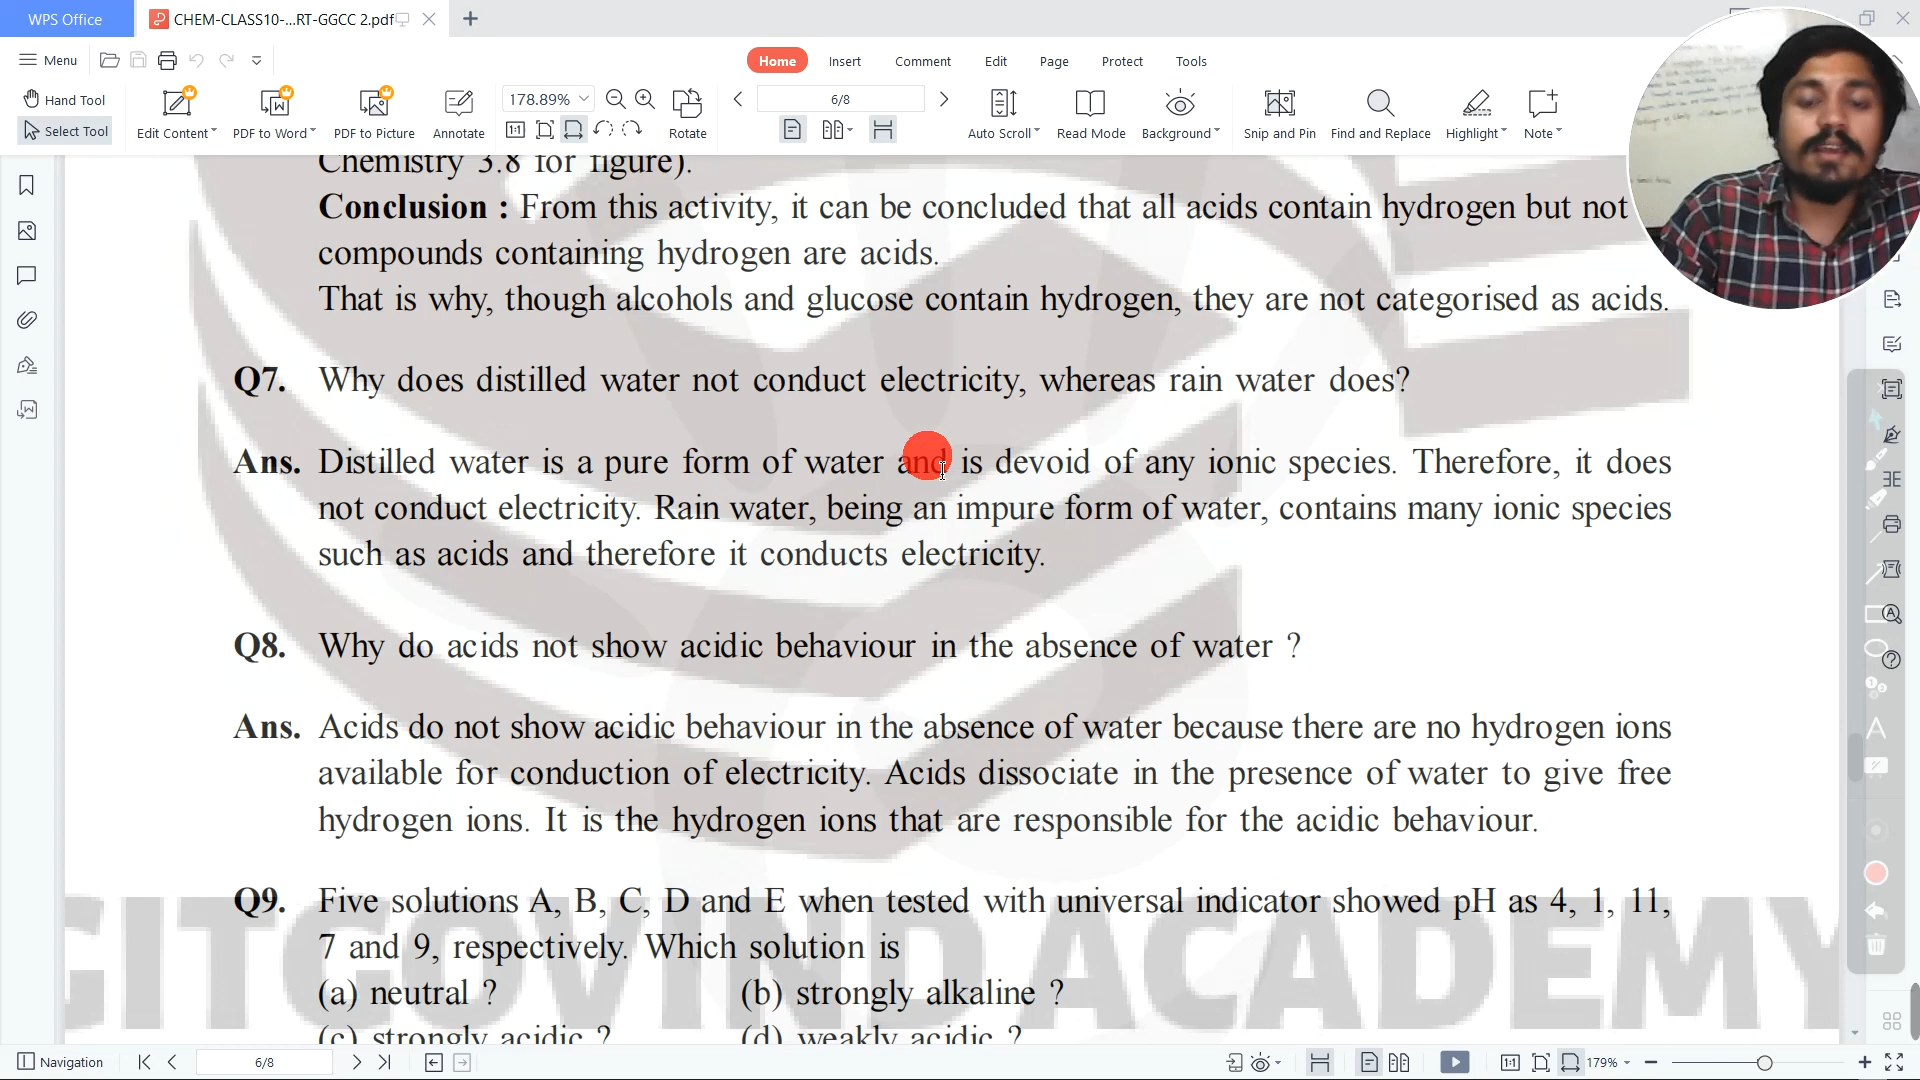 WPS Office
CHEM-CLASS10-...RT-GGCC 2.pdf
Menu
Home Insert Comment Edit Page Protect Tools
Hand Tool
Select Tool
Edit Content PDF to Word PDF to Picture Annotate
178.89%
Rotate
6/8
Auto Scroll Read Mode Background Snip and Pin Find and Replace Highlight Note
Chemistry 3.8 for figure).
Conclusion : From this activity, it can be concluded that all acids contain hydrogen but not
compounds containing hydrogen are acids.
That is why, though alcohols and glucose contain hydrogen, they are not categorised as acids.
Q7. Why does distilled water not conduct electricity, whereas rain water does?
Ans. Distilled water is a pure form of water and is devoid of any ionic species. Therefore, it does
not conduct electricity. Rain water, being an impure form of water, contains many ionic species
such as acids and therefore it conducts electricity.
Q8. Why do acids not show acidic behaviour in the absence of water ?
Ans. Acids do not show acidic behaviour in the absence of water because there are no hydrogen ions
available for conduction of electricity. Acids dissociate in the presence of water to give free
hydrogen ions. It is the hydrogen ions that are responsible for the acidic behaviour.
Q9. Five solutions A, B, C, D and E when tested with universal indicator showed pH as 4, 1, 11,
7 and 9, respectively. Which solution is
(a) neutral ? (b) strongly alkaline ?
(c) strongly acidic ? (d) weakly acidic ?
GITGOVIND ACADEMY
Navigation
6/8
179%